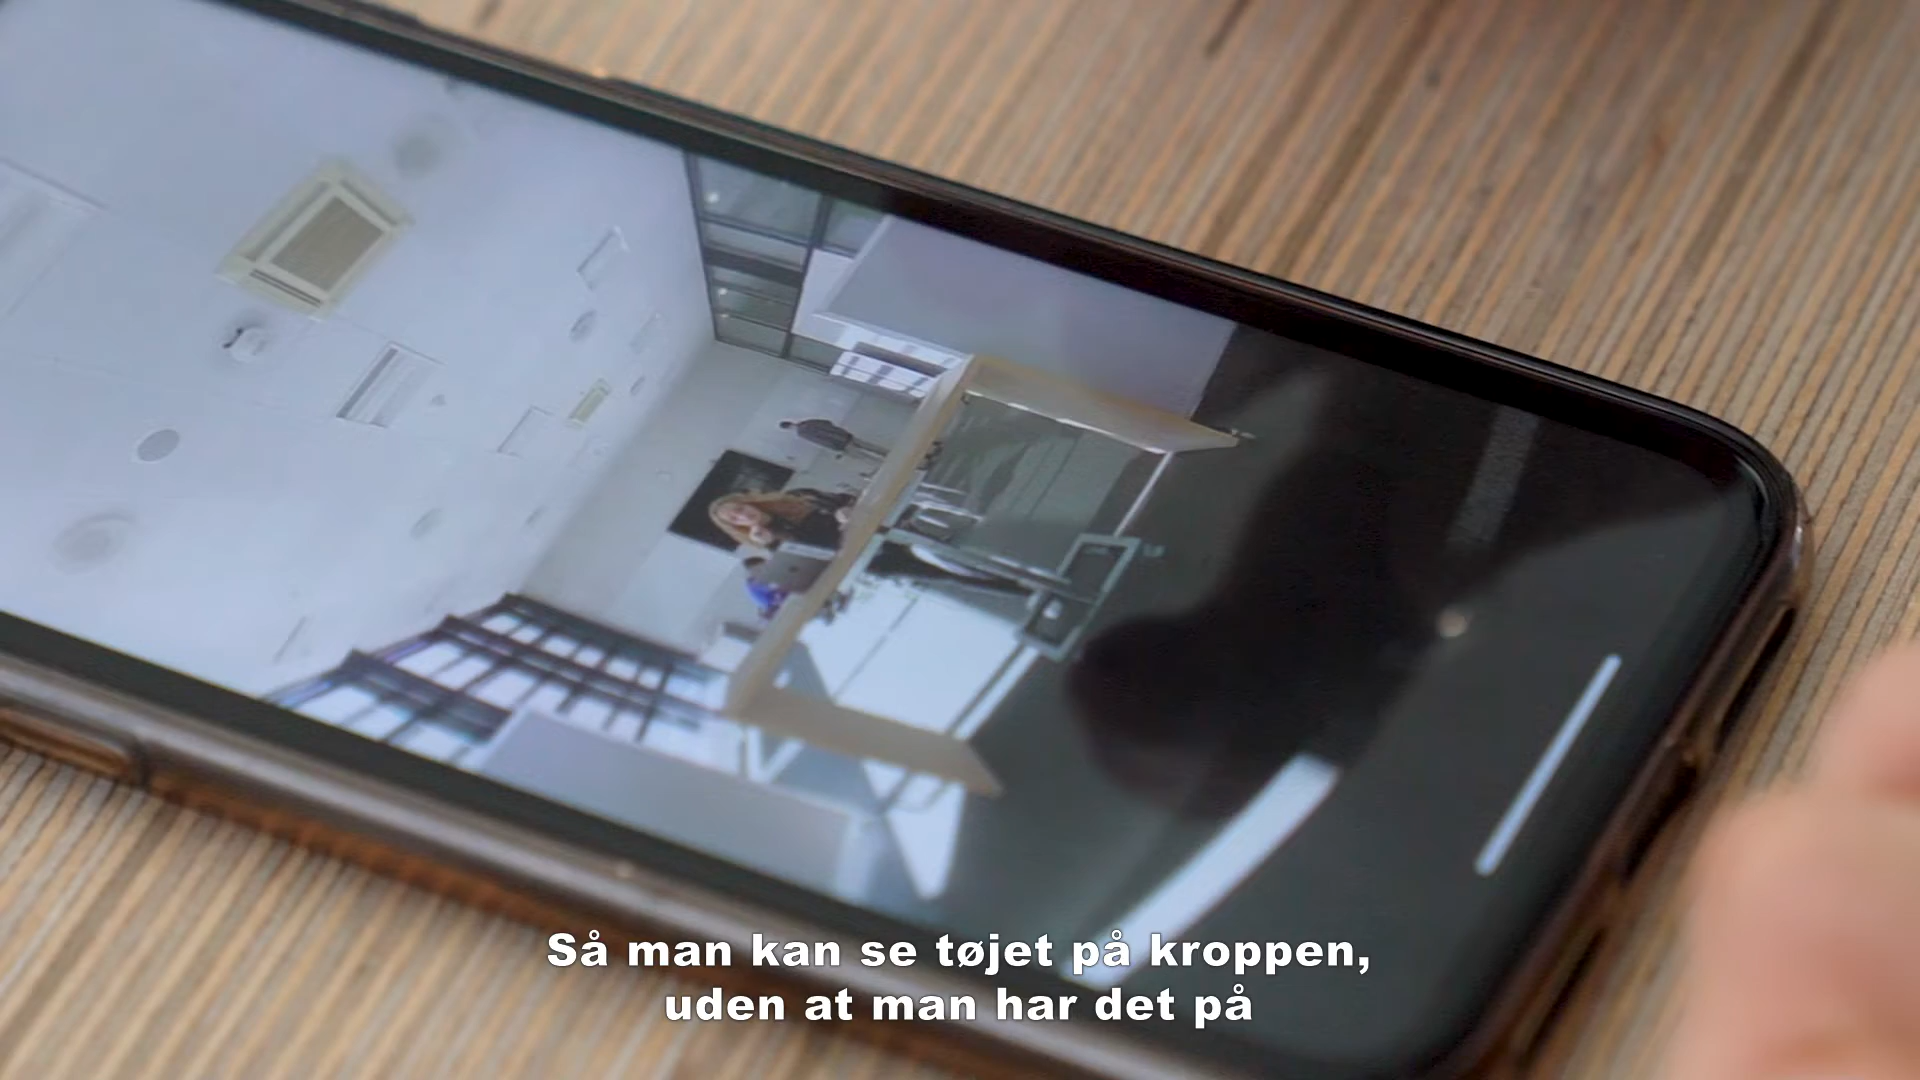 Så man kan se tøjet på kroppen,
uden at man har det på